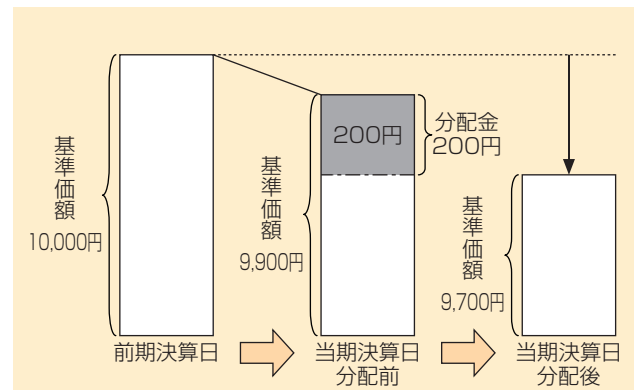 基準価額
10,000円
前期決算日
基準価額
9,900円
200円
分配金
200円
当期決算日
分配前
基準価額
9,700円
当期決算日
分配後